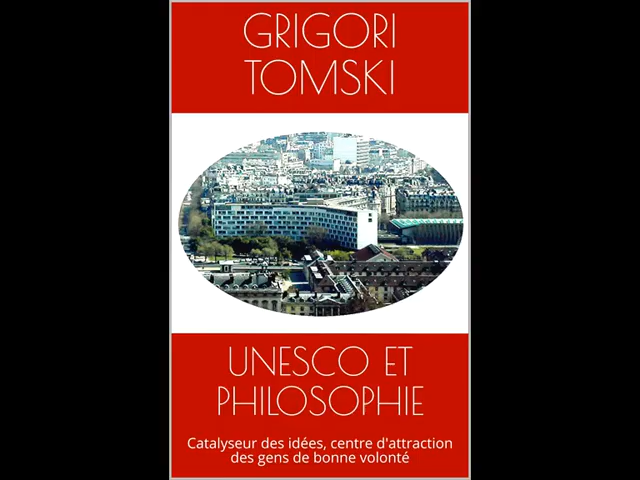 GRIGORI
TOMSKI
UNESCO ET
PHILOSOPHIE
Catalyseur des idées, centre d'attraction
des gens de bonne volonté